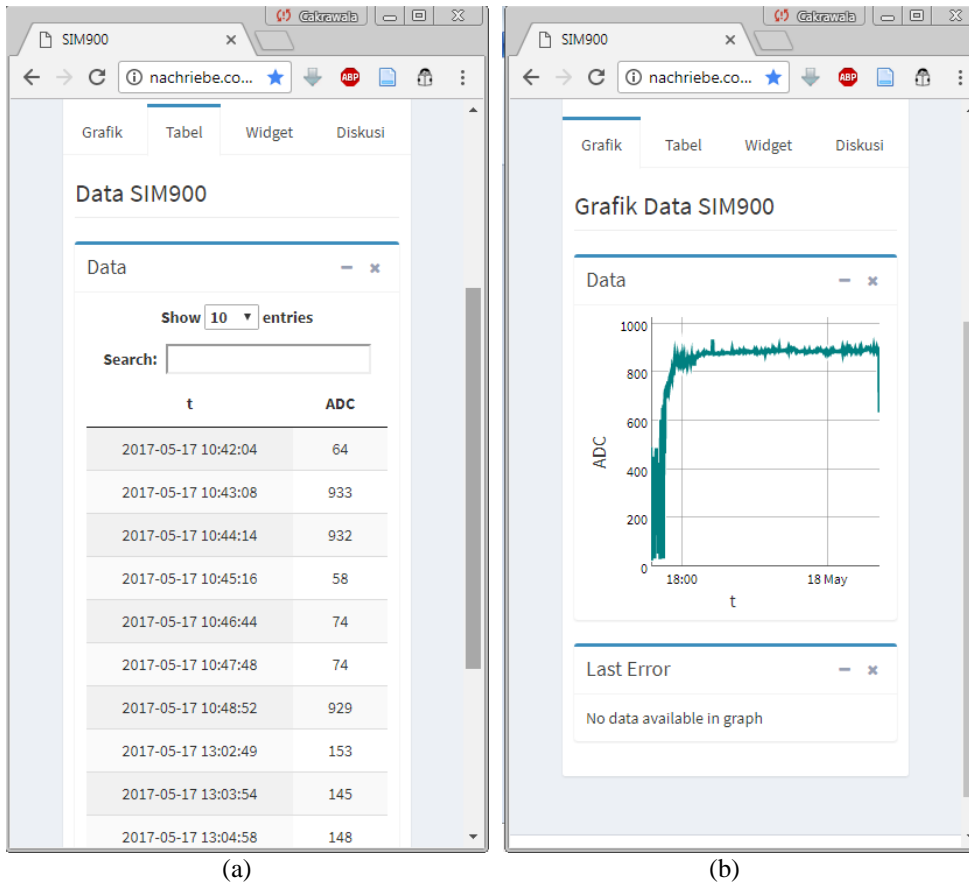 Cakrawala
SIM900
nachriebe.co...
ABP
Grafik Tabel Widget Diskusi
Data SIM900
Data
Show 10 entries
Search:
t ADC
2017-05-17 10:42:04 64
2017-05-17 10:43:08 933
2017-05-17 10:44:14 932
2017-05-17 10:45:16 58
2017-05-17 10:46:44 74
2017-05-17 10:47:48 74
2017-05-17 10:48:52 929
2017-05-17 13:02:49 153
2017-05-17 13:03:54 145
2017-05-17 13:04:58 148
(a)
Cakrawala
SIM900
nachriebe.co...
ABP
Grafik Tabel Widget Diskusi
Grafik Data SIM900
Data
1000
800
600
400
200
0
ADC
18:00 18 May
t
Last Error
No data available in graph
(b)